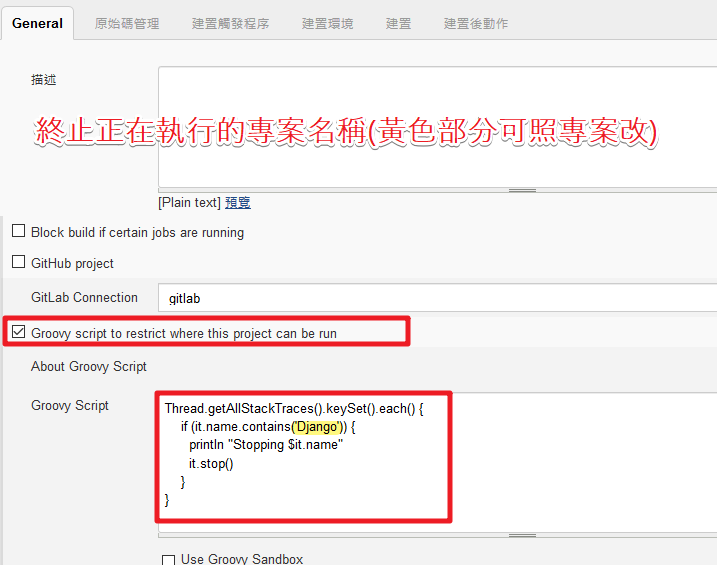 General 原始碼管理 建置觸發程序 建置環境 建置 建置後動作
描述
終止正在執行的專案名稱(黃色部分可照專案改)
[Plain text] 預覽
Block build if certain jobs are running
GitHub project
GitLab Connection gitlab
Groovy script to restrict where this project can be run
About Groovy Script
Groovy Script
Thread.getAllStackTraces().keySet().each() {
if (it.name.contains('Django')) {
println "Stopping $it.name"
it.stop()
}
}
Use Groovy Sandbox